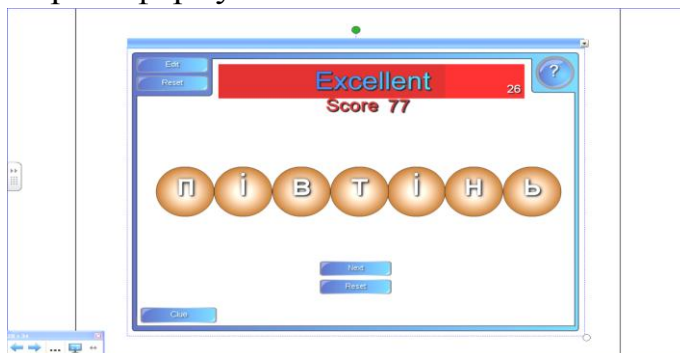 Edit
Excellent
?
Reset
26
Score 77
п і в т і н ь
Next
Reset
Clue